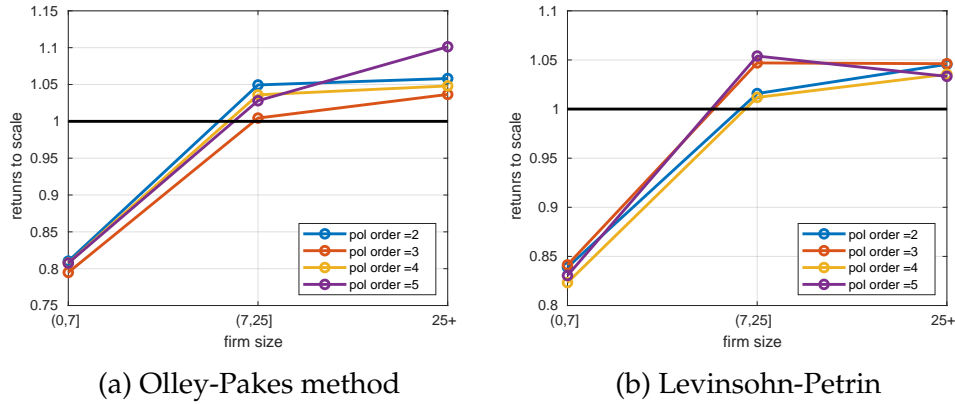 1.15
1.1
1.05
1
0.95
0.9
0.85
0.8
0.75
retunrs to scale
(0,7]
(7,25]
25+
firm size
pol order =2
pol order =3
pol order =4
pol order =5
(a) Olley-Pakes method
1.1
1.05
1
0.95
0.9
0.85
0.8
retunrs to scale
(0,7]
(7,25]
25+
firm size
pol order =2
pol order =3
pol order =4
pol order =5
(b) Levinsohn-Petrin